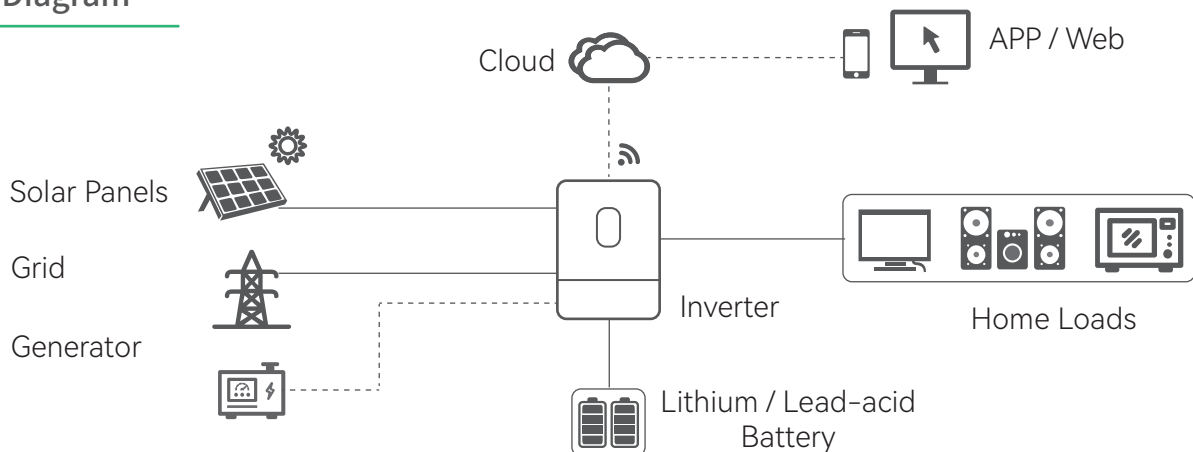 Diagram
Cloud
APP / Web
Solar Panels
Grid
Inverter
Home Loads
Generator
Lithium / Lead-acid
Battery